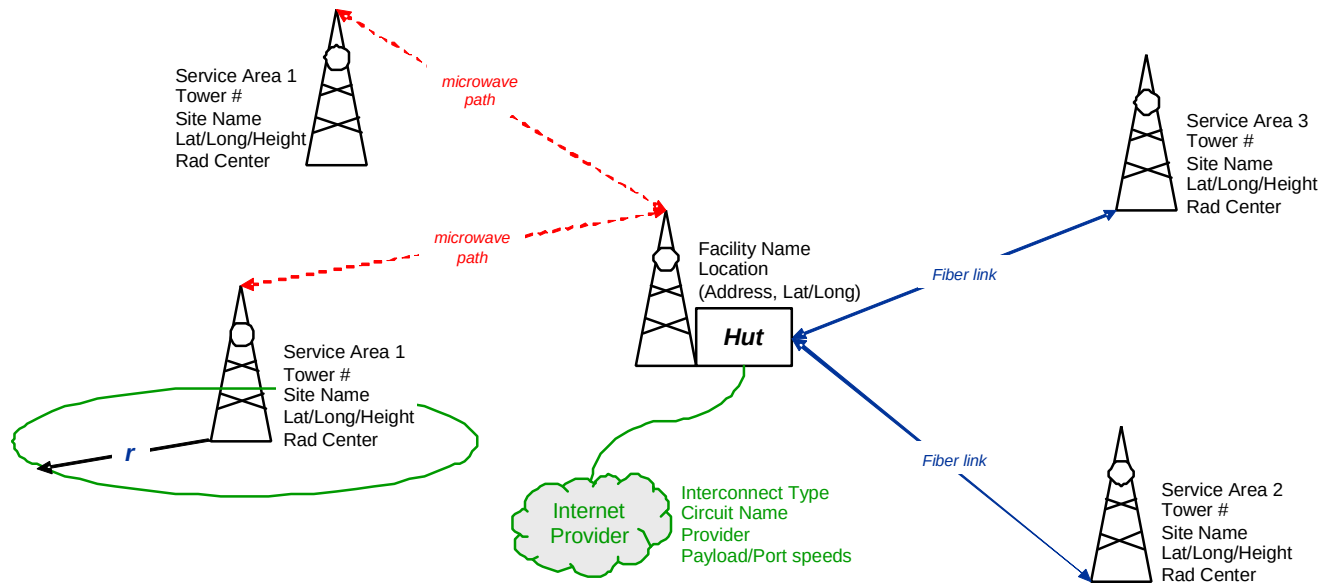 Service Area 1
Tower #
Site Name
Lat/Long/Height
Rad Center
microwave
path
Service Area 3
Tower #
Site Name
Lat/Long/Height
Rad Center
microwave
path
Facility Name
Location
(Address, Lat/Long)
Hut
Fiber link
Service Area 1
Tower #
Site Name
Lat/Long/Height
Rad Center
r
Fiber link
Internet
Provider
Interconnect Type
Circuit Name
Provider
Payload/Port speeds
Service Area 2
Tower #
Site Name
Lat/Long/Height
Rad Center